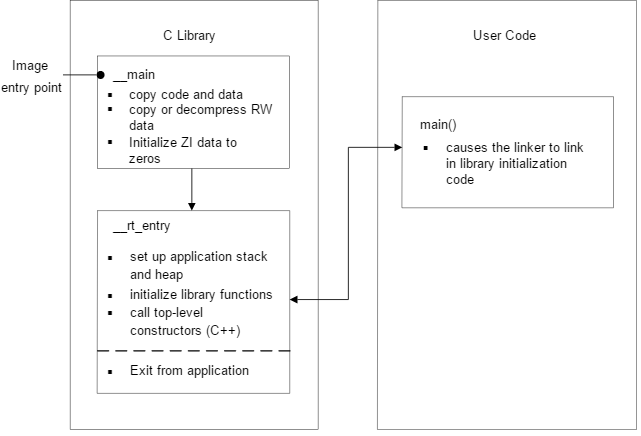 C Library
Image
entry point
__main
▪ copy code and data
▪ copy or decompress RW
data
▪ Initialize ZI data to
zeros
__rt_entry
▪ set up application stack
and heap
▪ initialize library functions
▪ call top-level
constructors (C++)
▪ Exit from application
User Code
main()
▪ causes the linker to link
in library initialization
code